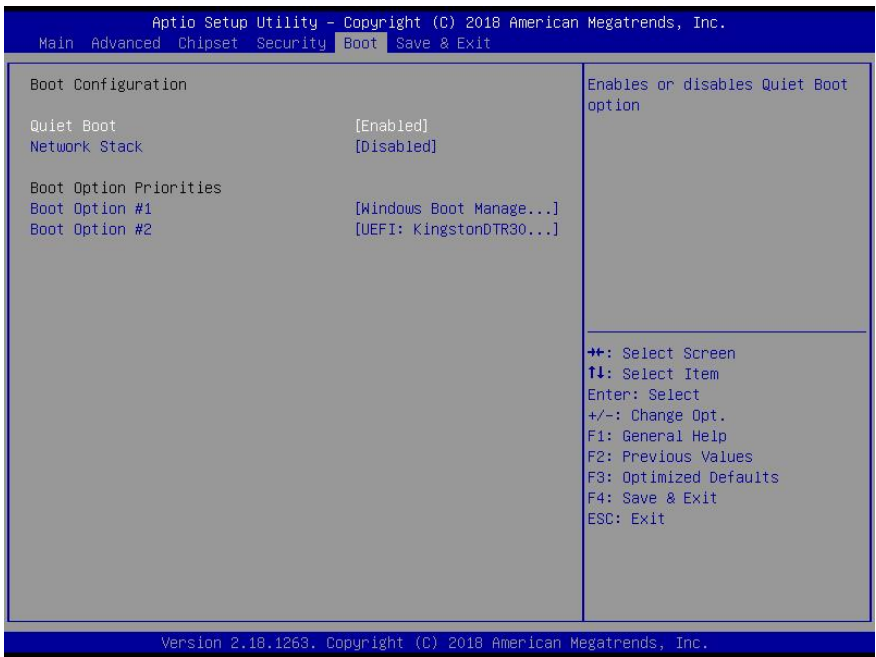 Aptio Setup Utility – Copyright (C) 2018 American Megatrends, Inc.
Main Advanced Chipset Security Boot Save & Exit
Boot Configuration
Quiet Boot [Enabled]
Network Stack [Disabled]
Boot Option Priorities
Boot Option #1 [Windows Boot Manage...]
Boot Option #2 [UEFI: KingstonDTR30...]
Enables or disables Quiet Boot
option
→←: Select Screen
↑↓: Select Item
Enter: Select
+/-: Change Opt.
F1: General Help
F2: Previous Values
F3: Optimized Defaults
F4: Save & Exit
ESC: Exit
Version 2.18.1263. Copyright (C) 2018 American Megatrends, Inc.